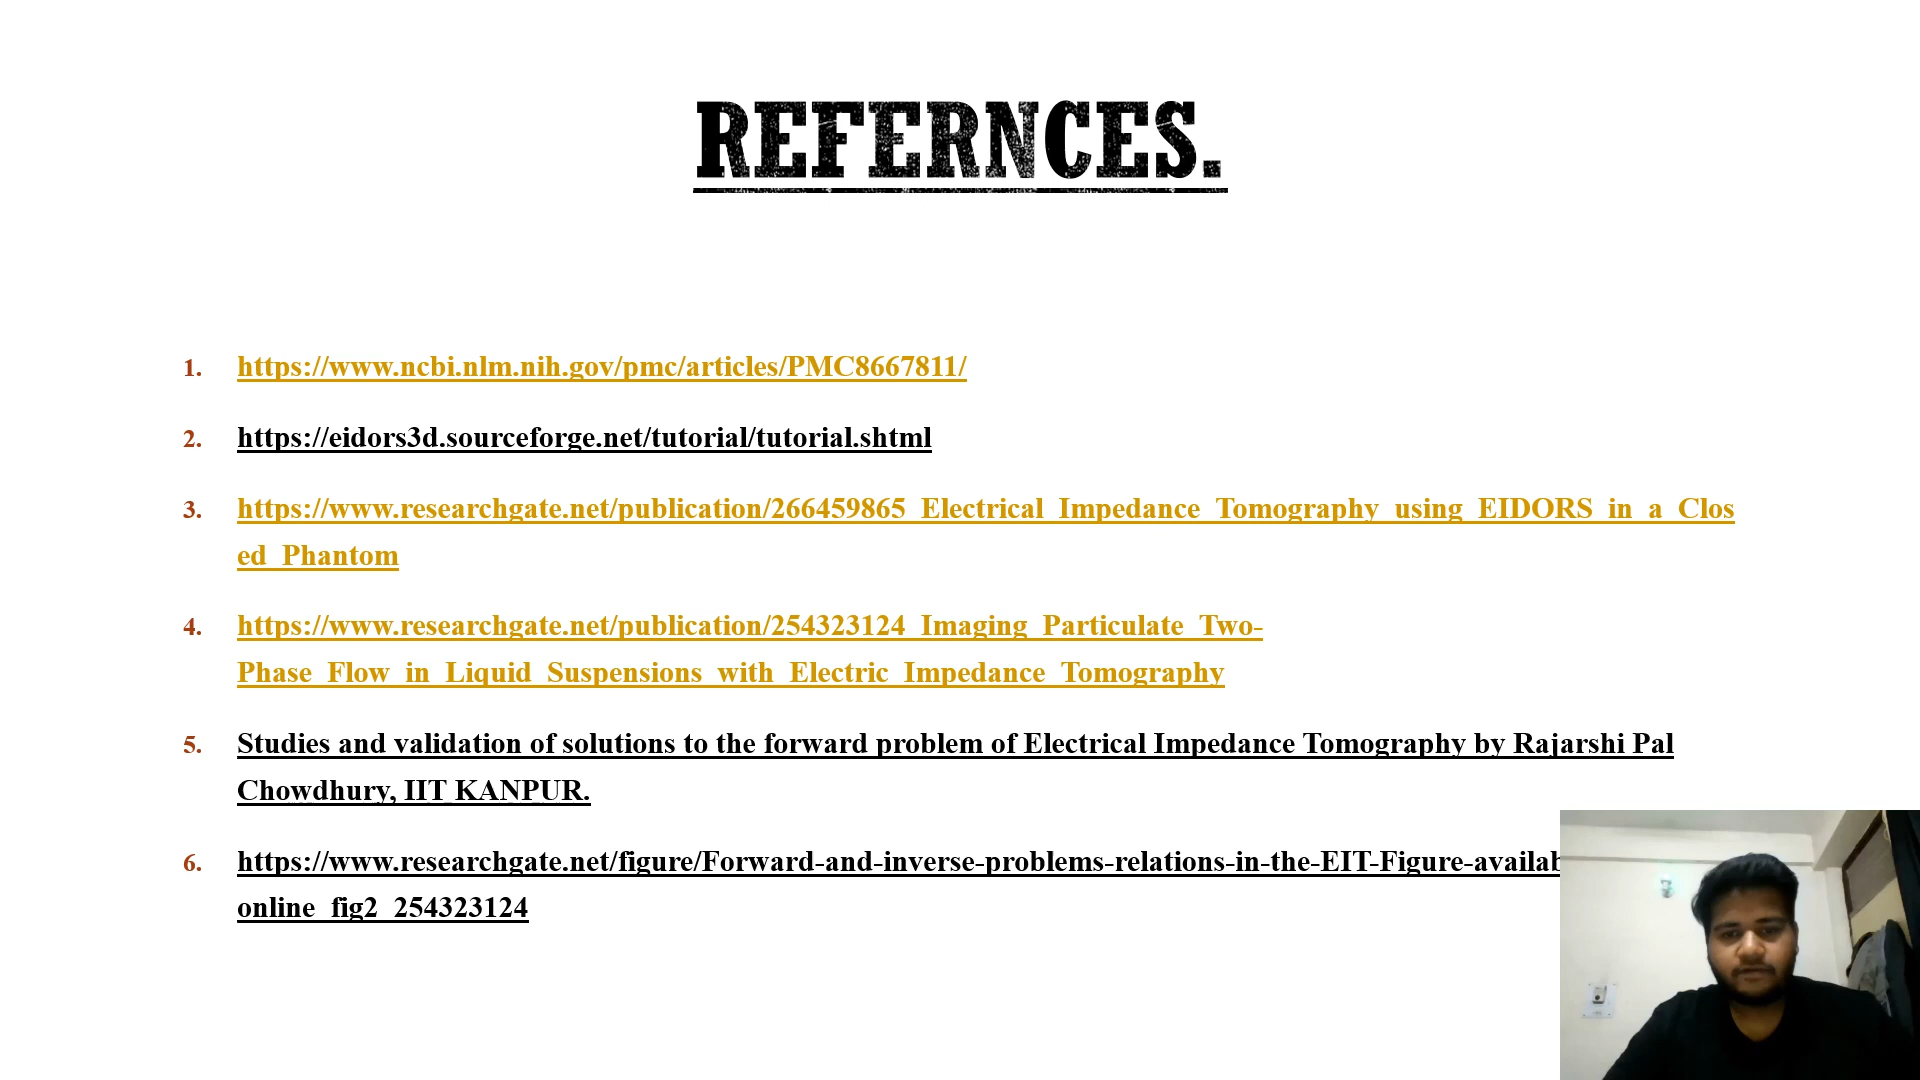 REFERNCES.
1. https://www.ncbi.nlm.nih.gov/pmc/articles/PMC8667811/
2. https://eidors3d.sourceforge.net/tutorial/tutorial.shtml
3. https://www.researchgate.net/publication/266459865_Electrical_Impedance_Tomography_using_EIDORS_in_a_Clos
ed_Phantom
4. https://www.researchgate.net/publication/254323124_Imaging_Particulate_Two-
Phase_Flow_in_Liquid_Suspensions_with_Electric_Impedance_Tomography
5. Studies and validation of solutions to the forward problem of Electrical Impedance Tomography by Rajarshi Pal
Chowdhury, IIT KANPUR.
6. https://www.researchgate.net/figure/Forward-and-inverse-problems-relations-in-the-EIT-Figure-availab
online_fig2_254323124